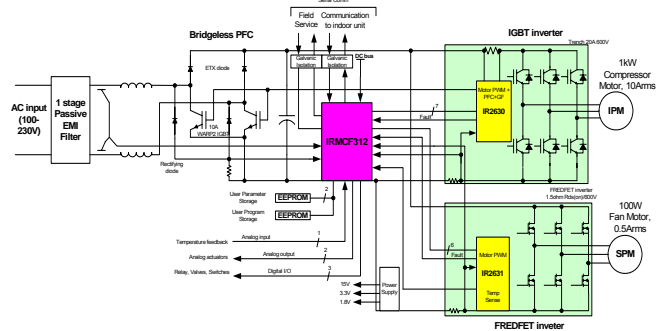 Serial Comm
Field Service
Communication to indoor unit
Bridgeless PFC
IGBT inverter
Trench 20A 600V
Galvanic Isolation
Galvanic Isolation
DC bus
ETX diode
1kW Compressor Motor, 10Arms
AC input (100-230V)
1 stage Passive EMI Filter
10A WARP2 IGBT
IRMCF312
7
Fault
Motor PWM + PFC+GF
IR2630
IPM
Rectifying diode
FREDFET inverter
1.5ohm Rds(on)/600V
User Parameter Storage
EEPROM
2
User Program Storage
EEPROM
100W Fan Motor, 0.5Arms
Temperature feedback
Analog input
1
Analog actuators
Analog output
2
Relay, Valves, Switches
Digital I/O
3
6
Fault
Motor PWM
IR2631
Temp Sense
SPM
15V
3.3V
1.8V
Power Supply
FREDFET inveter